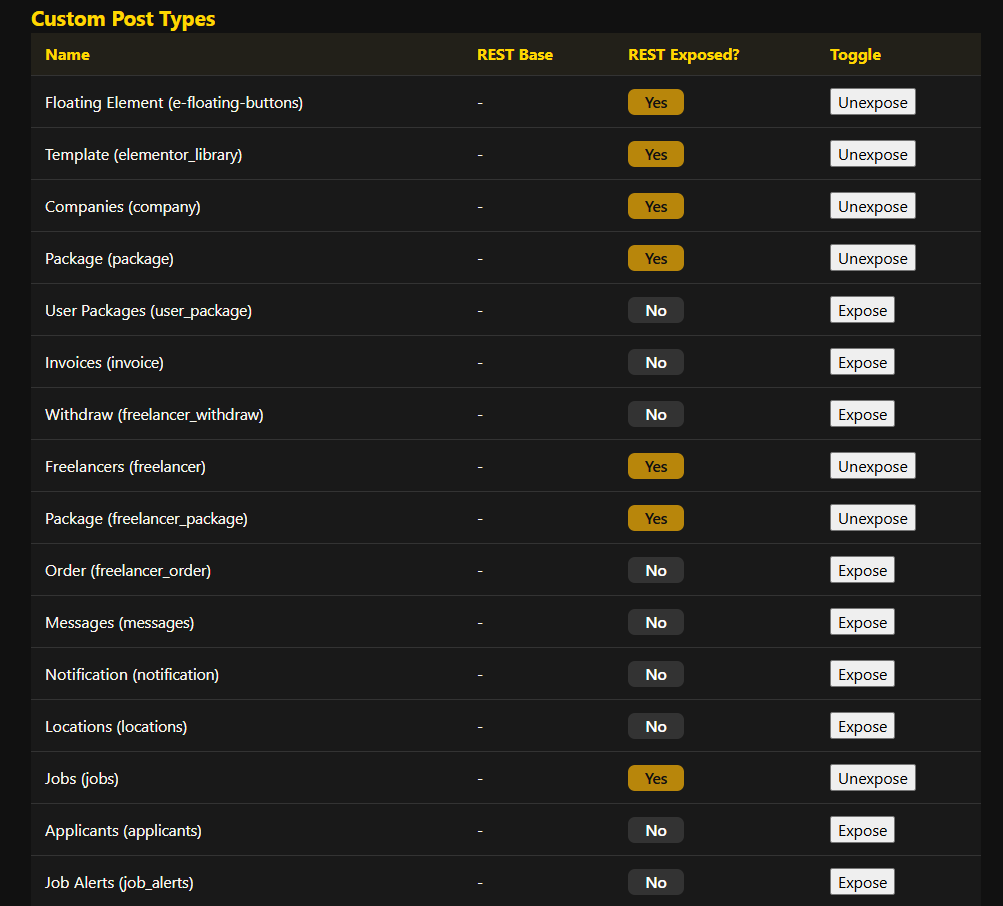 Custom Post Types
Name REST Base REST Exposed? Toggle
Floating Element (e-floating-buttons) - Yes Unexpose
Template (elementor_library) - Yes Unexpose
Companies (company) - Yes Unexpose
Package (package) - Yes Unexpose
User Packages (user_package) - No Expose
Invoices (invoice) - No Expose
Withdraw (freelancer_withdraw) - No Expose
Freelancers (freelancer) - Yes Unexpose
Package (freelancer_package) - Yes Unexpose
Order (freelancer_order) - No Expose
Messages (messages) - No Expose
Notification (notification) - No Expose
Locations (locations) - No Expose
Jobs (jobs) - Yes Unexpose
Applicants (applicants) - No Expose
Job Alerts (job_alerts) - No Expose